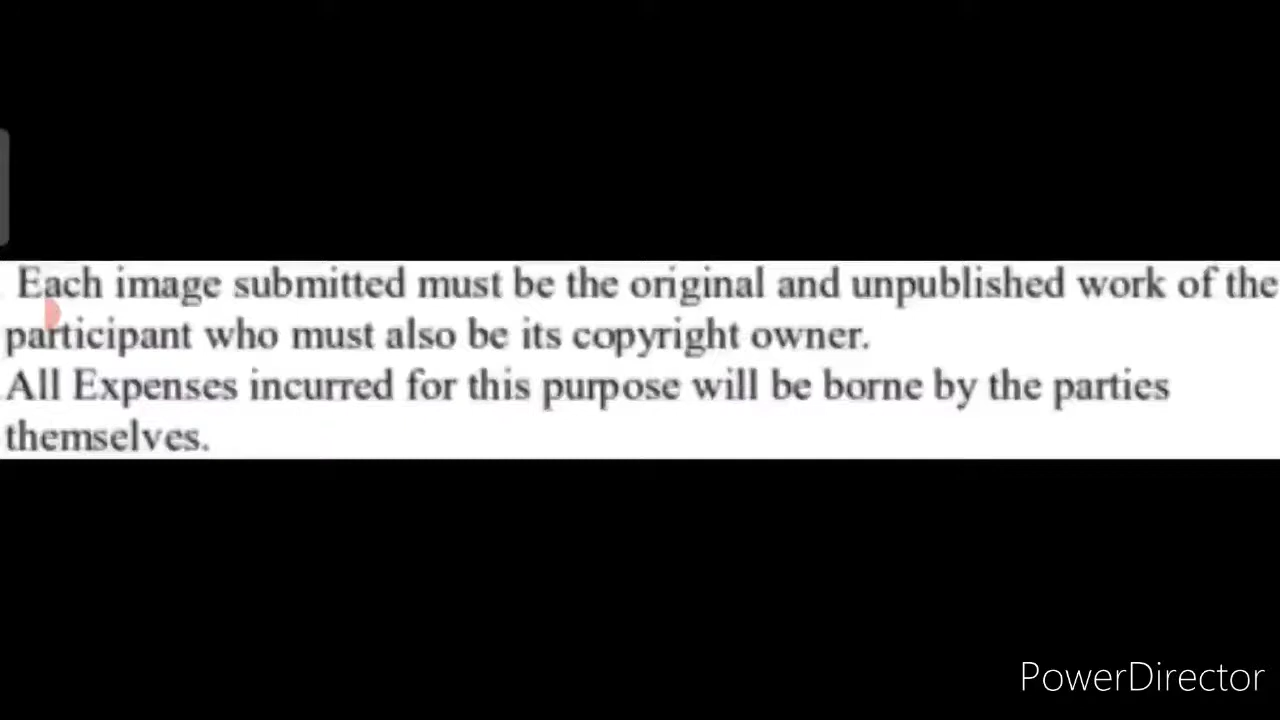 Each image submitted must be the original and unpublished work of the
participant who must also be its copyright owner.
All Expenses incurred for this purpose will be borne by the parties
themselves.
PowerDirector